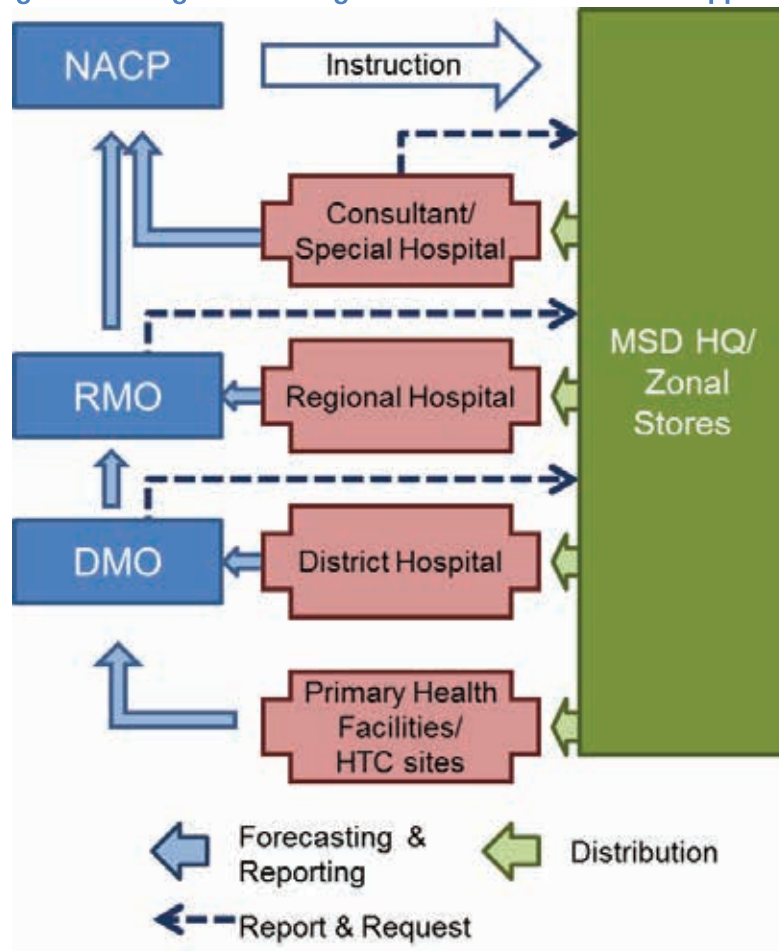 NACP
Instruction
Consultant/
Special Hospital
MSD HQ/
Zonal
Stores
RMO
Regional Hospital
DMO
District Hospital
Primary Health
Facilities/
HTC sites
Forecasting &
Reporting
Distribution
Report & Request